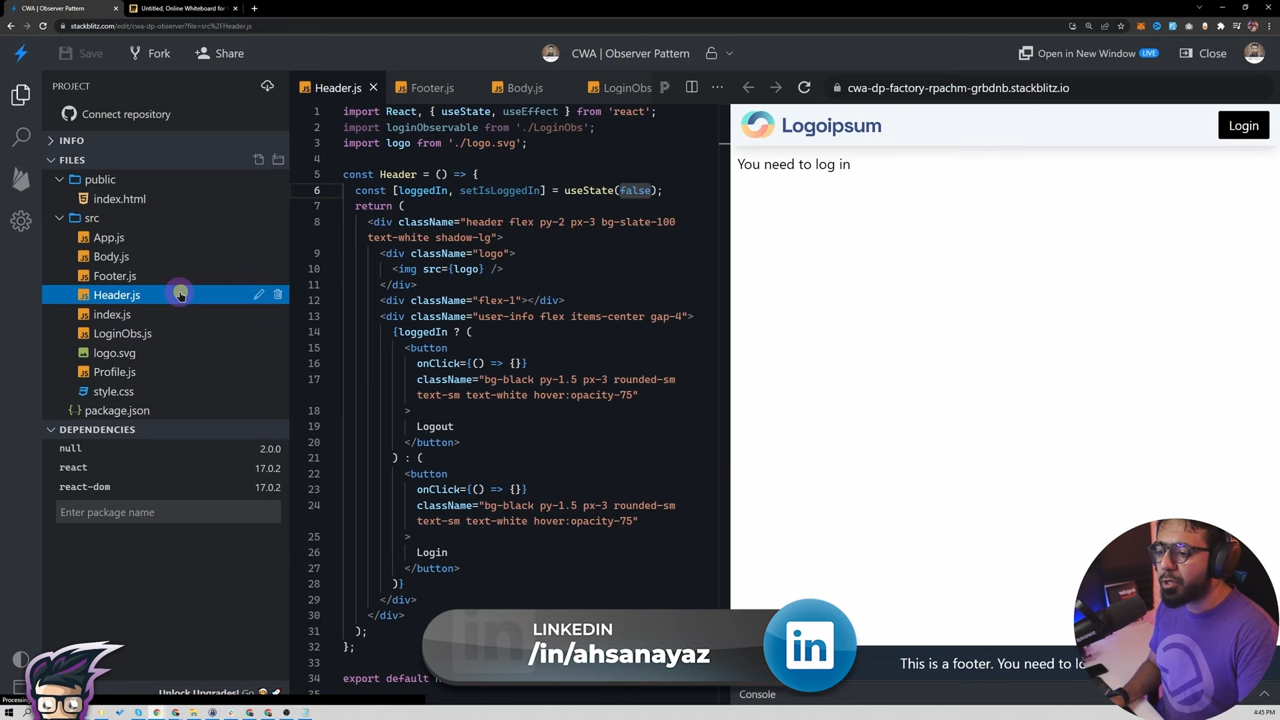 CWA | Observer Pattern
Untitled, Online Whiteboard for
stackblitz.com/edit/cwa-dp-observer?file=src%2FHeader.js
Save
Fork
Share
CWA | Observer Pattern
Open in New Window
LIVE
Close
PROJECT
Connect repository
INFO
FILES
public
index.html
src
App.js
Body.js
Footer.js
Header.js
index.js
LoginObs.js
logo.svg
Profile.js
style.css
package.json
DEPENDENCIES
null 2.0.0
react 17.0.2
react-dom 17.0.2
Enter package name
Unlock Upgrades! Go
Header.js
Footer.js
Body.js
LoginObs
1 import React, { useState, useEffect } from 'react';
2 import loginObservable from './LoginObs';
3 import logo from './logo.svg';
4
5 const Header = () => {
6 const [loggedIn, setIsLoggedIn] = useState(false);
7 return (
8 <div className="header flex py-2 px-3 bg-slate-100
text-white shadow-lg">
9 <div className="logo">
10 <img src={logo} />
11 </div>
12 <div className="flex-1"></div>
13 <div className="user-info flex items-center gap-4">
14 {loggedIn ? (
15 <button
16 onClick={() => {}}
17 className="bg-black py-1.5 px-3 rounded-sm
text-sm text-white hover:opacity-75"
18 >
19 Logout
20 </button>
21 ) : (
22 <button
23 onClick={() => {}}
24 className="bg-black py-1.5 px-3 rounded-sm
text-sm text-white hover:opacity-75"
25 >
26 Login
27 </button>
28 )}
29 </div>
30 </div>
31 );
32 };
33
34 export default
cwa-dp-factory-rpachm-grbdnb.stackblitz.io
Logoipsum
Login
You need to log in
This is a footer. You need to
Console
LINKEDIN
/in/ahsanayaz
in
4:45 PM